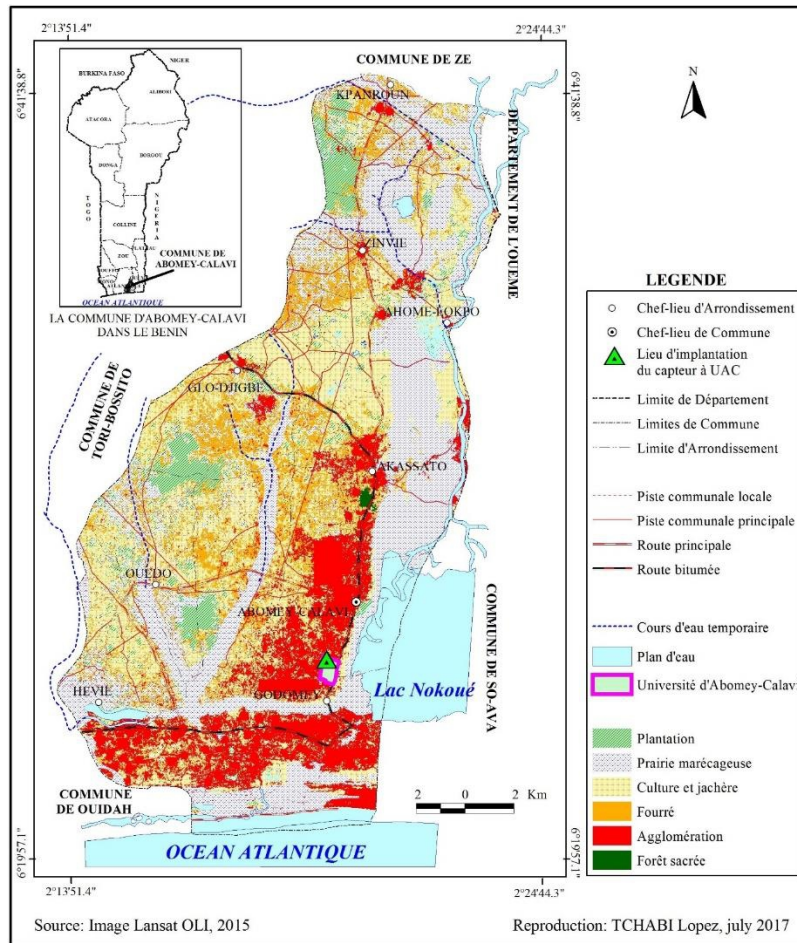 2°13'51.4"
2°24'44.3"
6°41'38.8"
6°41'38.8"
NIGER
BURKINA FASO
ALIBORI
ATACORA
BORGOU
DONGA
TOGO
NIGERIA
COLLINE
ZOU
PLATEAU
COMMUNE DE
ABOMEY-CALAVI
OCEAN ATLANTIQUE
LA COMMUNE D'ABOMEY-CALAVI
DANS LE BENIN
COMMUNE DE ZE
KPANROUN
DEPARTEMENT DE L'OUEME
N
ZINVIE
COMMUNE DE
TORI-BOSSITO
GLO-DJIGBE
AKASSATO
OUEDO
ABOMEY-CALAVI
COMMUNE DE SO-AVA
HEVIE
GODOMEY
Lac Nokoué
COMMUNE
DE OUIDAH
2 0 2 Km
OCEAN ATLANTIQUE
LEGENDE
Chef-lieu d'Arrondissement
Chef-lieu de Commune
Lieu d'implantation
du capteur à UAC
Limite de Département
Limites de Commune
Limite d'Arrondissement
Piste communale locale
Piste communale principale
Route principale
Route bitumée
Cours d'eau temporaire
Plan d'eau
Université d'Abomey-Calavi
Plantation
Prairie marécageuse
Culture et jachère
Fourré
Agglomération
Forêt sacrée
6°19'57.1"
6°19'57.1"
2°13'51.4"
2°24'44.3"
Source: Image Lansat OLI, 2015
Reproduction: TCHABI Lopez, july 2017